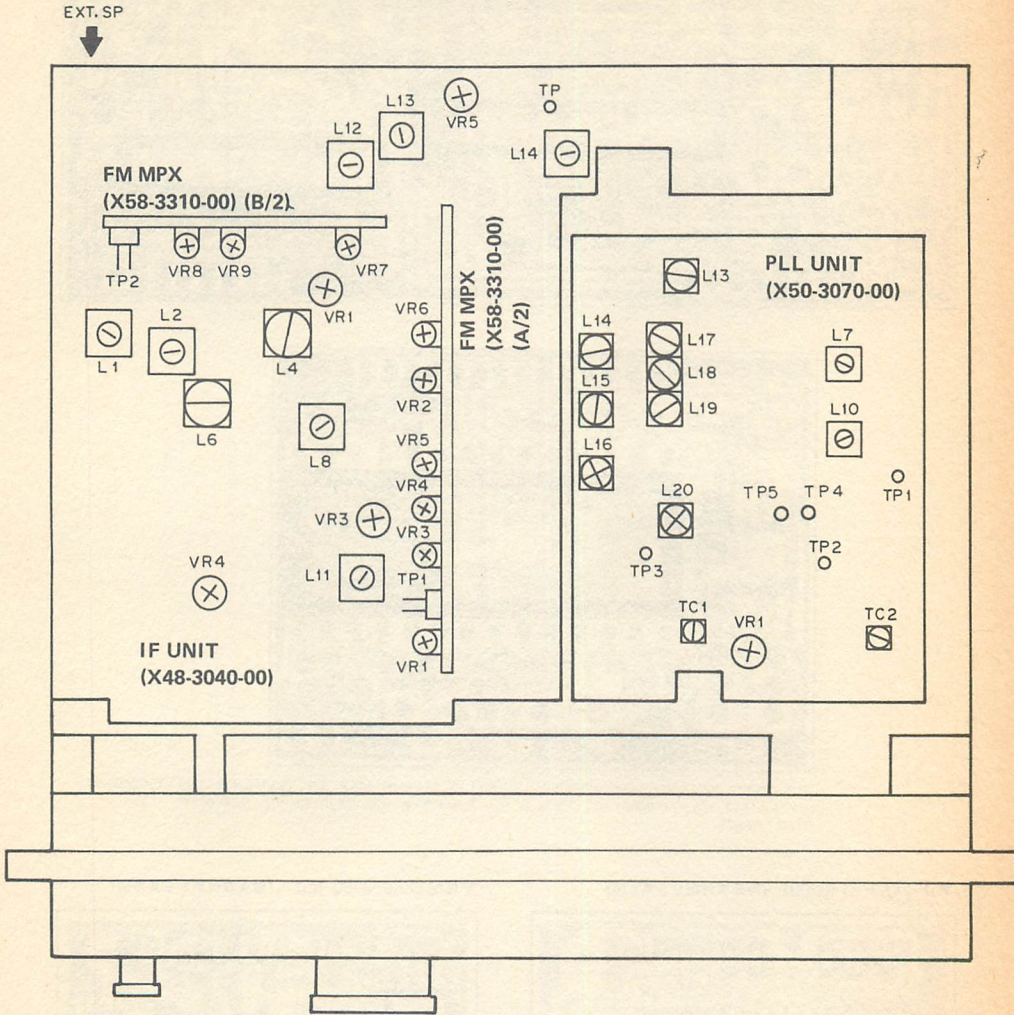 EXT. SP
L13
VR5
TP
L12
L14
FM MPX
(X58-3310-00) (B/2)
TP2
VR8
VR9
VR7
VR1
FM MPX
(X58-3310-00)
(A/2)
L1
L2
L4
L6
L8
VR6
VR2
VR5
VR4
VR3
VR3
TP1
L11
VR4
VR1
IF UNIT
(X48-3040-00)
PLL UNIT
(X50-3070-00)
L13
L14
L17
L7
L15
L18
L19
L10
L16
L20
TP5
TP4
TP1
TP3
TP2
TC1
VR1
TC2